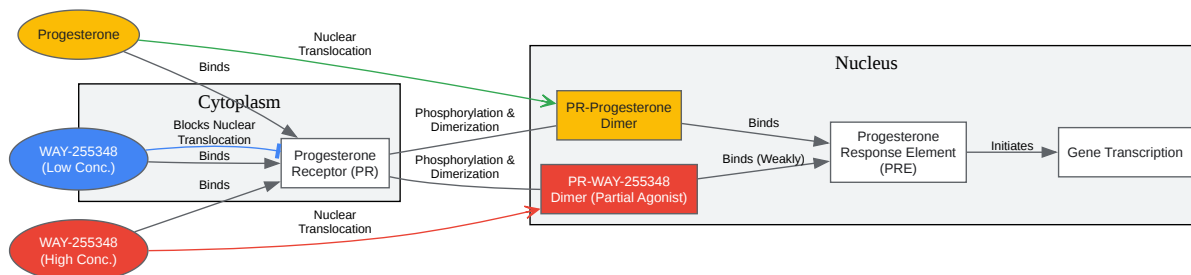 Progesterone
Nuclear
Translocation
Binds
Cytoplasm
Nucleus
Blocks Nuclear
Translocation
WAY-255348
(Low Conc.)
Binds
Binds
Progesterone
Receptor (PR)
Phosphorylation &
Dimerization
Phosphorylation &
Dimerization
PR-Progesterone
Dimer
PR-WAY-255348
Dimer (Partial Agonist)
Binds
Binds (Weakly)
Progesterone
Response Element
(PRE)
Initiates
Gene Transcription
Nuclear
Translocation
WAY-255348
(High Conc.)